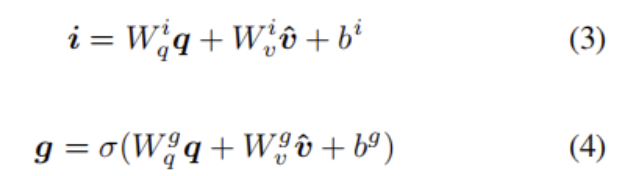 i = W_q^i q + W_v^i v̂ + b^i (3)
g = σ(W_q^g q + W_v^g v̂ + b^g) (4)